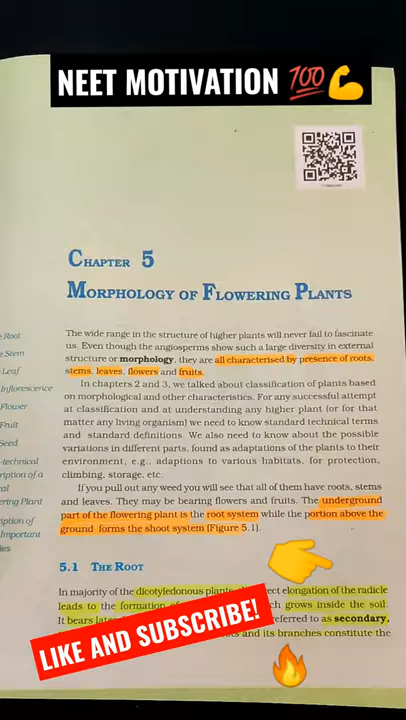 NEET MOTIVATION 💯💪
CHAPTER 5
MORPHOLOGY OF FLOWERING PLANTS
The wide range in the structure of higher plants will never fail to fascinate
us. Even though the angiosperms show such a large diversity in external
structure or morphology, they are all characterised by presence of roots,
stems, leaves, flowers and fruits.
In chapters 2 and 3, we talked about classification of plants based
on morphological and other characteristics. For any successful attempt
at classification and at understanding any higher plant (or for that
matter any living organism) we need to know standard technical terms
and standard definitions. We also need to know about the possible
variations in different parts, found as adaptations of the plants to their
environment, e.g., adaptations to various habitats, for protection,
climbing, storage, etc.
If you pull out any weed you will see that all of them have roots, stems
and leaves. They may be bearing flowers and fruits. The underground
part of the flowering plant is the root system while the portion above the
ground forms the shoot system (Figure 5.1).
5.1 THE ROOT
In majority of the dicotyledonous elongation of the radicle
leads to the formation of grows inside the soil.
It bears referred to as secondary,
and its branches constitute the
Root
Stem
Leaf
Inflorescence
Flower
Fruit
Seed
-technical
ription of a
al
ering Plant
ription of
Important
ies
LIKE AND SUBSCRIBE!